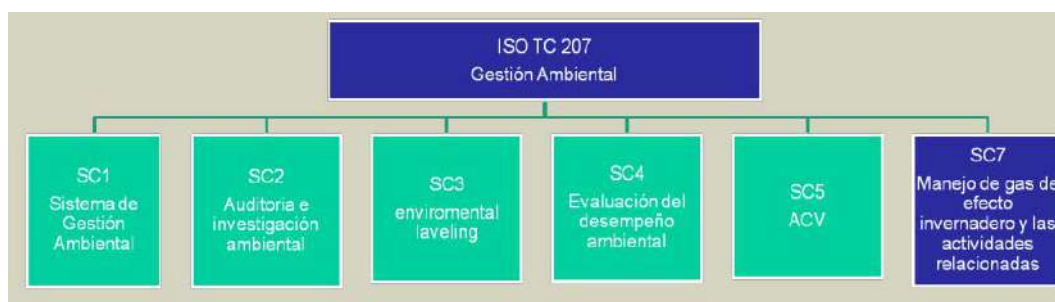 ISO TC 207
Gestión Ambiental
SC1
Sistema de
Gestión
Ambiental
SC2
Auditoria e
investigación
ambiental
SC3
enviromental
laveling
SC4
Evaluación del
desempeño
ambiental
SC5
ACV
SC7
Manejo de gas de
efecto
invernadero y las
actividades
relacionadas